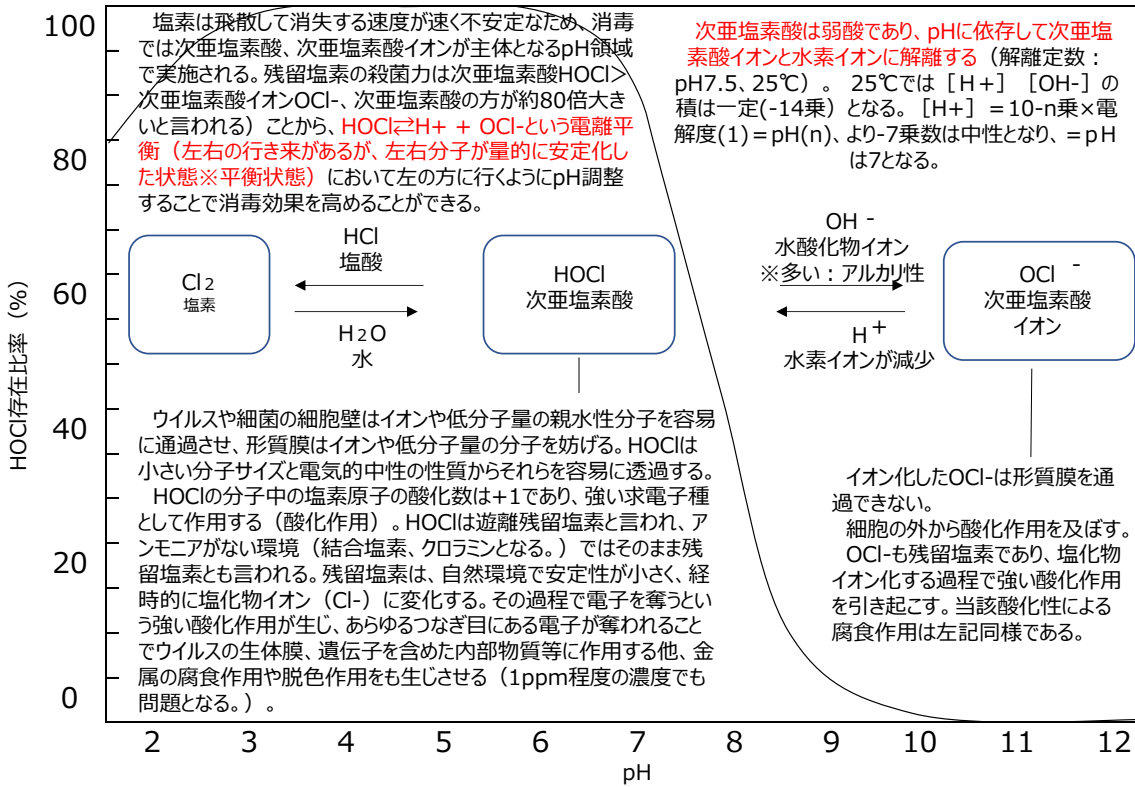 塩素は飛散して消失する速度が速く不安定なため、消毒
では次亜塩素酸、次亜塩素酸イオンが主体となるpH領域
で実施される。残留塩素の殺菌力は次亜塩素酸HOCl>
次亜塩素酸イオンOCl-、次亜塩素酸の方が約80倍大き
いと言われる）ことから、HOCl⇄H+ + OCl-という電離平
衡（左右の行き来があるが、左右分子が量的に安定化し
た状態※平衡状態）において左の方に行くようにpH調整
することで消毒効果を高めることができる。
次亜塩素酸は弱酸であり、pHに依存して次亜塩
素酸イオンと水素イオンに解離する（解離定数：
pH7.5、25℃）。 25℃では［H+］［OH-］の
積は一定(-14乗）となる。［H+］＝10-n乗×電
解度(1)＝pH(n)、より-7乗数は中性となり、＝pH
は7となる。
HOCl存在比率（%）
100
80
60
40
20
0
Cl2
塩素
HCl
塩酸
H2O
水
HOCl
次亜塩素酸
OH -
水酸化物イオン
※多い：アルカリ性
H+
水素イオンが減少
OCl -
次亜塩素酸
イオン
ウイルスや細菌の細胞壁はイオンや低分子量の親水性分子を容易
に通過させ、形質膜はイオンや低分子量の分子を妨げる。HOClは
小さい分子サイズと電気的中性の性質からそれらを容易に透過する。
HOClの分子中の塩素原子の酸化数は+1であり、強い求電子種
として作用する（酸化作用）。HOClは遊離残留塩素と言われ、ア
ンモニアがない環境（結合塩素、クロラミンとなる。）ではそのまま残
留塩素とも言われる。残留塩素は、自然環境で安定性が小さく、経
時的に塩化物イオン（Cl-）に変化する。その過程で電子を奪うとい
う強い酸化作用が生じ、あらゆるつなぎ目にある電子が奪われること
でウイルスの生体膜、遺伝子を含めた内部物質等に作用する他、金
属の腐食作用や脱色作用をも生じさせる（1ppm程度の濃度でも
問題となる。）。
イオン化したOCl-は形質膜を通
過できない。
細胞の外から酸化作用を及ぼす。
OCl-も残留塩素であり、塩化物
イオン化する過程で強い酸化作用
を引き起こす。当該酸化性による
腐食作用は左記同様である。
2 3 4 5 6 7 8 9 10 11 12
pH